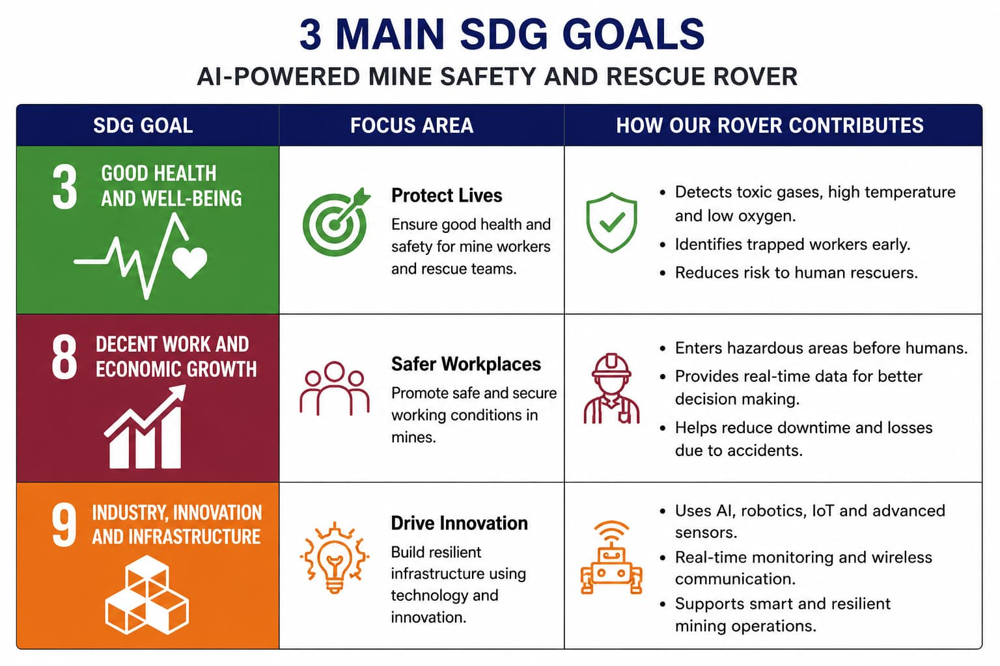 3 MAIN SDG GOALS
AI-POWERED MINE SAFETY AND RESCUE ROVER
SDG GOAL
FOCUS AREA
HOW OUR ROVER CONTRIBUTES
3
GOOD HEALTH
AND WELL-BEING
Protect Lives
Ensure good health and
safety for mine workers
and rescue teams.
• Detects toxic gases, high temperature
and low oxygen.
• Identifies trapped workers early.
• Reduces risk to human rescuers.
8
DECENT WORK AND
ECONOMIC GROWTH
Safer Workplaces
Promote safe and secure
working conditions in
mines.
• Enters hazardous areas before humans.
• Provides real-time data for better
decision making.
• Helps reduce downtime and losses
due to accidents.
9
INDUSTRY, INNOVATION
AND INFRASTRUCTURE
Drive Innovation
Build resilient
infrastructure using
technology and
innovation.
• Uses AI, robotics, IoT and advanced
sensors.
• Real-time monitoring and wireless
communication.
• Supports smart and resilient
mining operations.